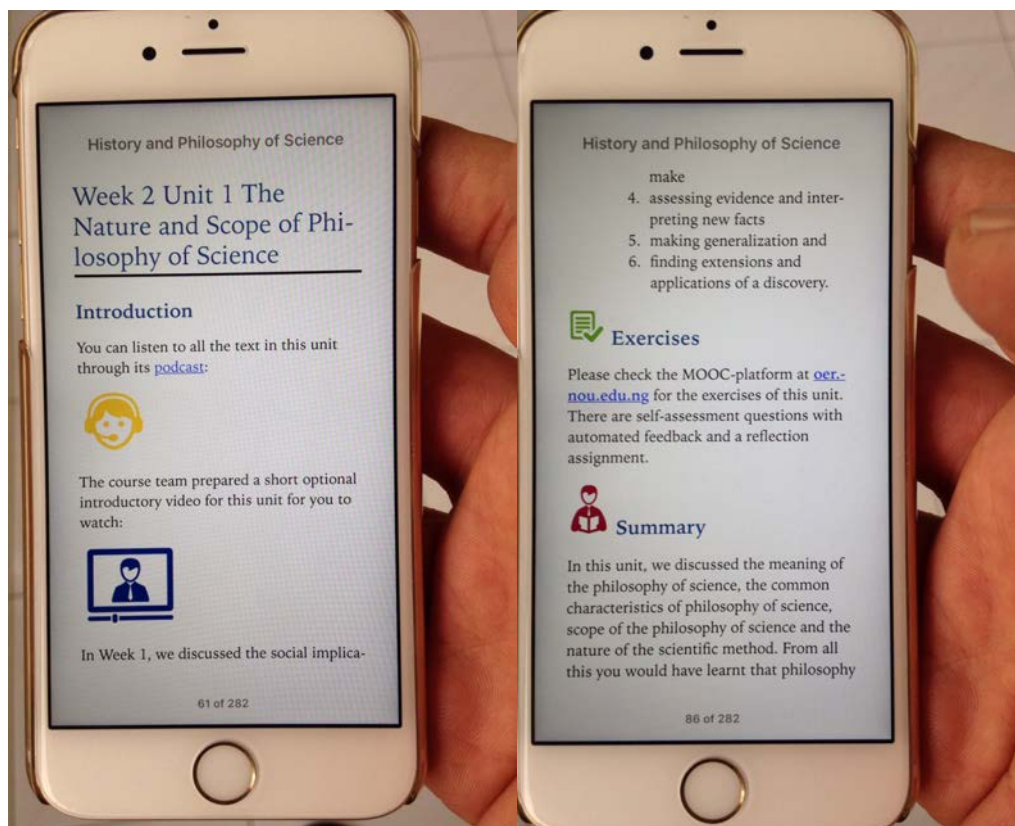 History and Philosophy of Science
Week 2 Unit 1 The
Nature and Scope of Phi-
losophy of Science
Introduction
You can listen to all the text in this unit
through its podcast:
The course team prepared a short optional
introductory video for this unit for you to
watch:
In Week 1, we discussed the social implica-
61 of 282
History and Philosophy of Science
make
4. assessing evidence and inter-
preting new facts
5. making generalization and
6. finding extensions and
applications of a discovery.
Exercises
Please check the MOOC-platform at oer.-
nou.edu.ng for the exercises of this unit.
There are self-assessment questions with
automated feedback and a reflection
assignment.
Summary
In this unit, we discussed the meaning of
the philosophy of science, the common
characteristics of philosophy of science,
scope of the philosophy of science and the
nature of the scientific method. From all
this you would have learnt that philosophy
86 of 282